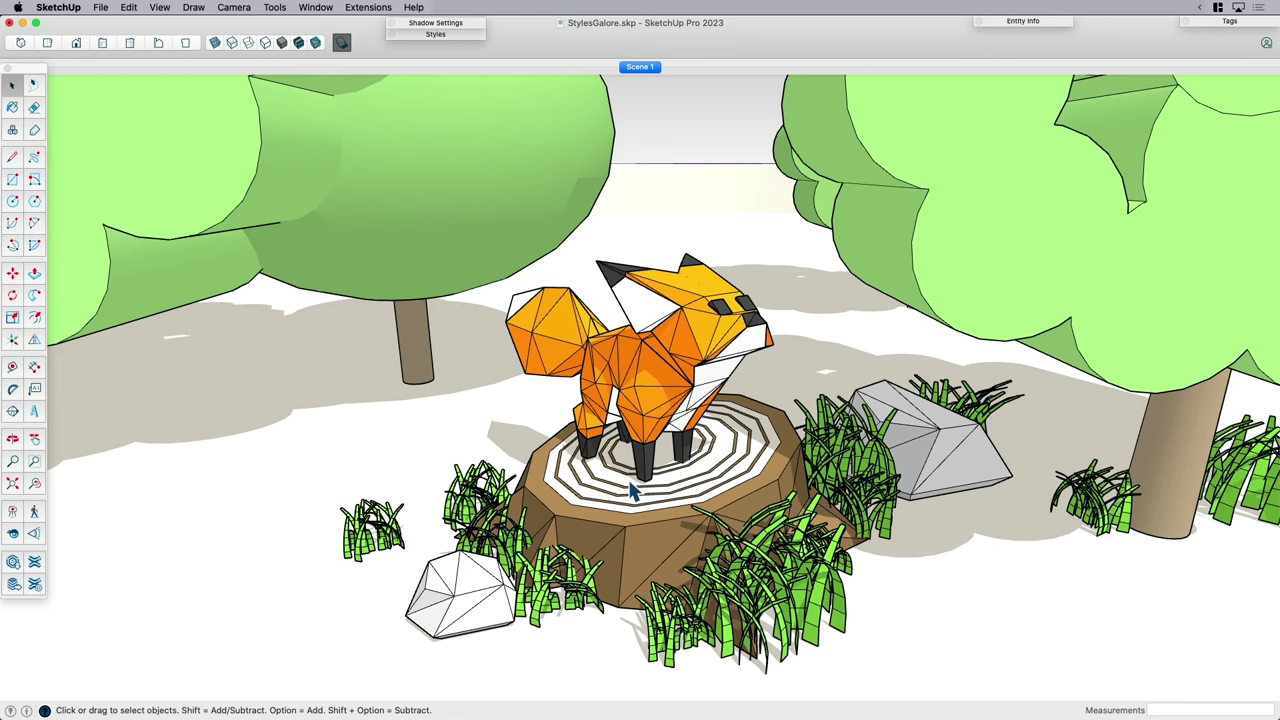 SketchUp File Edit View Draw Camera Tools Window Extensions Help
Shadow Settings
StylesGalore.skp - SketchUp Pro 2023
Entity Info
Tags
Styles
Scene 1
Click or drag to select objects. Shift = Add/Subtract. Option = Add. Shift + Option = Subtract.
Measurements